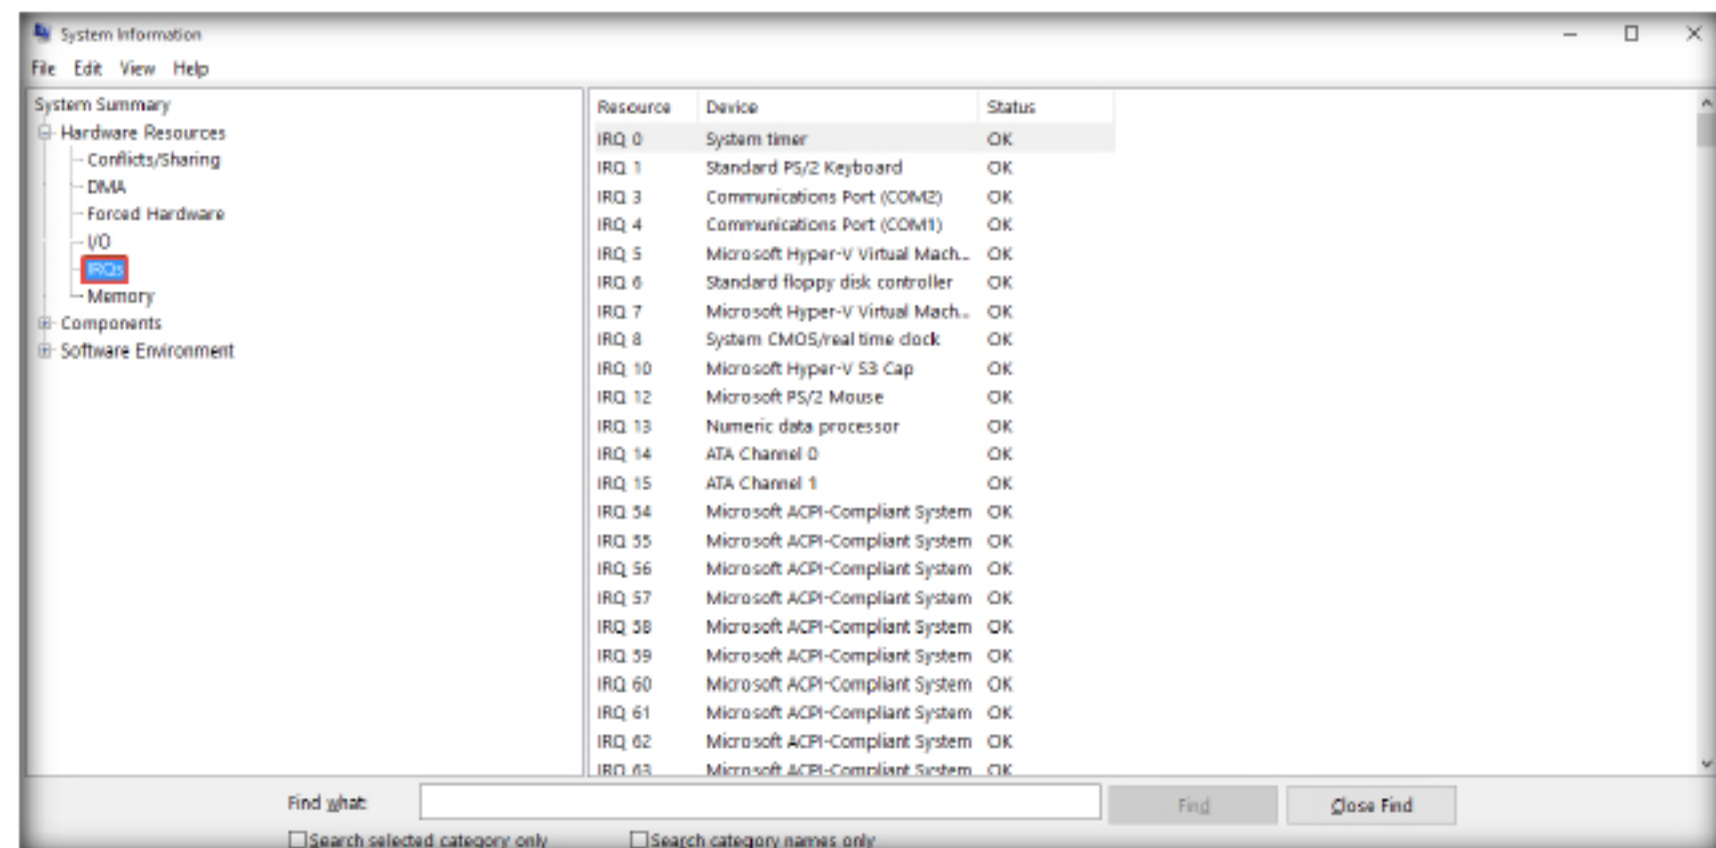 System Information
File Edit View Help
System Summary
Hardware Resources
Conflicts/Sharing
DMA
Forced Hardware
I/O
IRQs
Memory
Components
Software Environment
Resource Device Status
IRQ 0 System timer OK
IRQ 1 Standard PS/2 Keyboard OK
IRQ 3 Communications Port (COM2) OK
IRQ 4 Communications Port (COM1) OK
IRQ 5 Microsoft Hyper-V Virtual Mach... OK
IRQ 6 Standard floppy disk controller OK
IRQ 7 Microsoft Hyper-V Virtual Mach... OK
IRQ 8 System CMOS/real time clock OK
IRQ 10 Microsoft Hyper-V S3 Cap OK
IRQ 12 Microsoft PS/2 Mouse OK
IRQ 13 Numeric data processor OK
IRQ 14 ATA Channel 0 OK
IRQ 15 ATA Channel 1 OK
IRQ 54 Microsoft ACPI-Compliant System OK
IRQ 55 Microsoft ACPI-Compliant System OK
IRQ 56 Microsoft ACPI-Compliant System OK
IRQ 57 Microsoft ACPI-Compliant System OK
IRQ 58 Microsoft ACPI-Compliant System OK
IRQ 59 Microsoft ACPI-Compliant System OK
IRQ 60 Microsoft ACPI-Compliant System OK
IRQ 61 Microsoft ACPI-Compliant System OK
IRQ 62 Microsoft ACPI-Compliant System OK
IRQ 63 Microsoft ACPI-Compliant System OK
Find what: Find Close Find
Search selected category only Search category names only